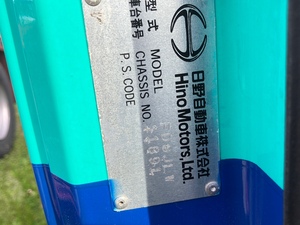 日野自動車株式会社
Hino Motors, Ltd.
型式 MODEL
車台番号 CHASSIS NO.
P.S. CODE